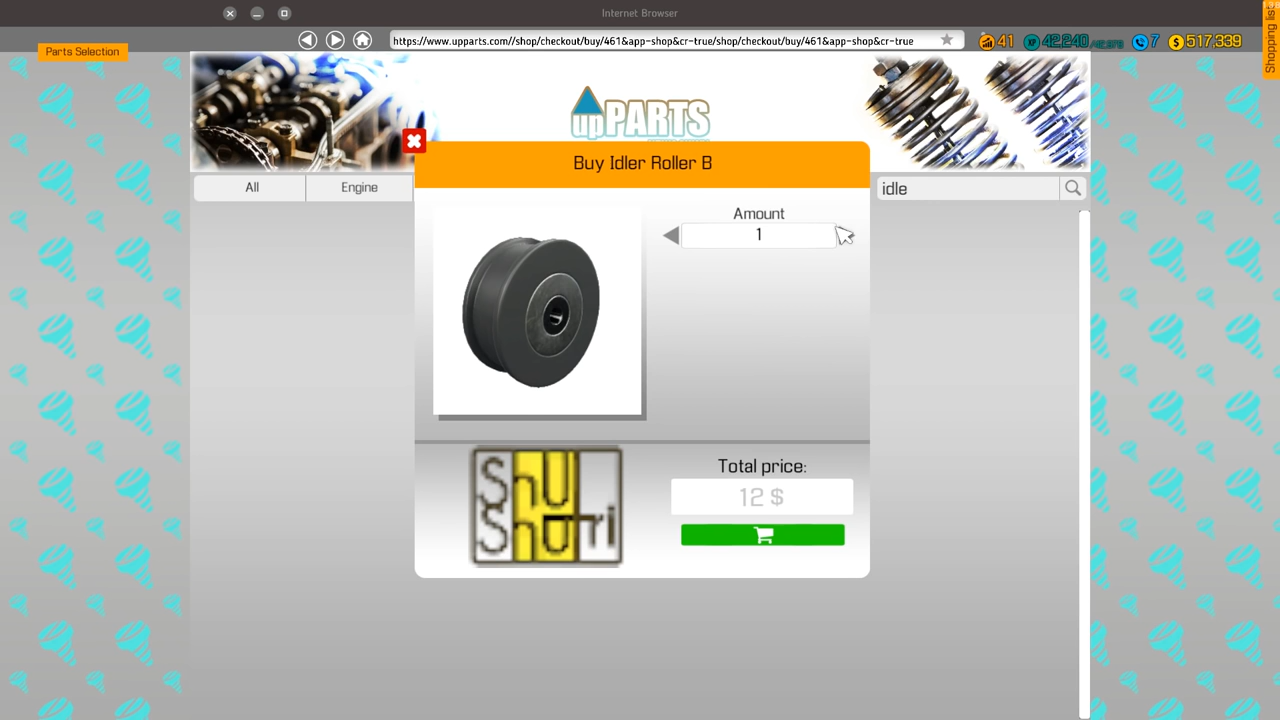 Internet Browser
https://www.upparts.com//shop/checkout/buy/461&app-shop&cr-true/shop/checkout/buy/461&app-shop&cr-true
41
42,240
7
517,339
Shopping list
Parts Selection
upPARTS
Buy Idler Roller B
All
Engine
idle
Amount
1
Total price:
12 $